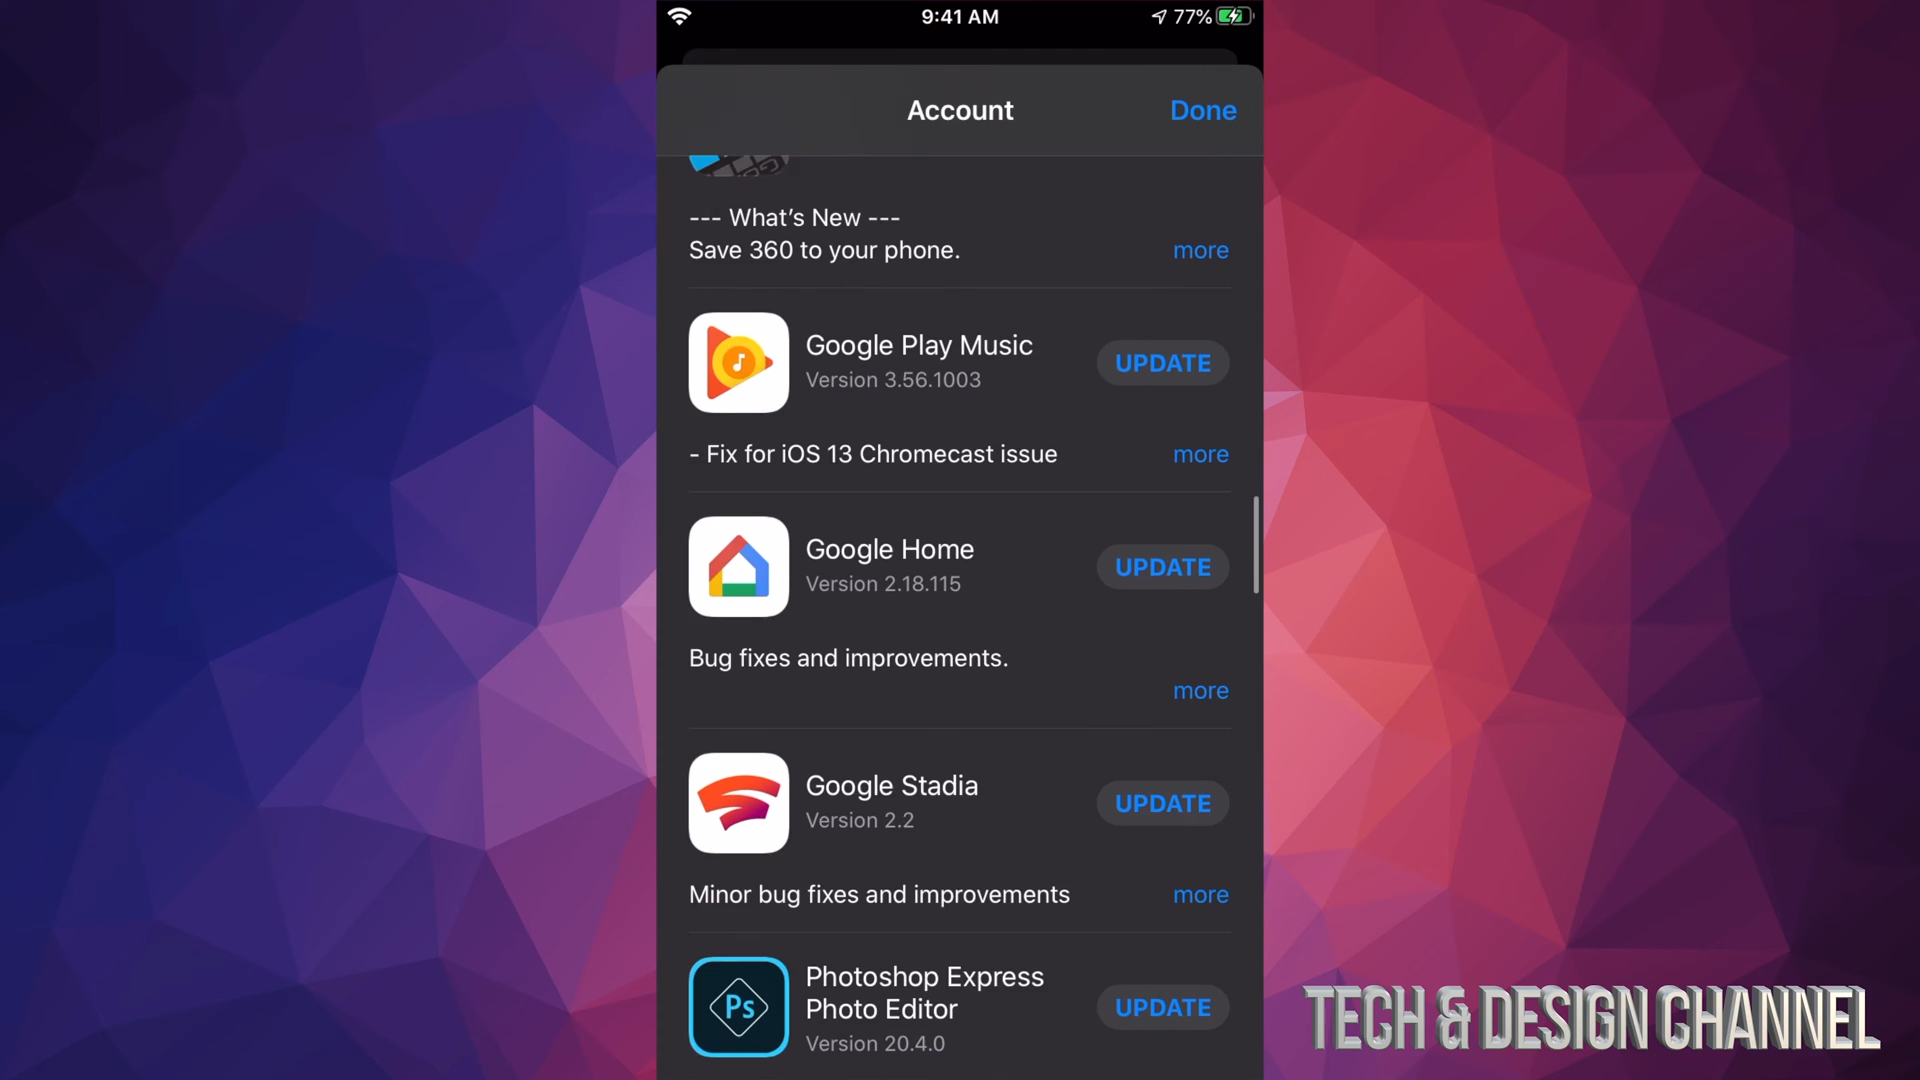 9:41 AM
77%
Account
Done
--- What's New ---
Save 360 to your phone.
more
Google Play Music
Version 3.56.1003
UPDATE
- Fix for iOS 13 Chromecast issue
more
Google Home
Version 2.18.115
UPDATE
Bug fixes and improvements.
more
Google Stadia
Version 2.2
UPDATE
Minor bug fixes and improvements
more
Ps
Photoshop Express
Photo Editor
Version 20.4.0
UPDATE
TECH & DESIGN CHANNEL